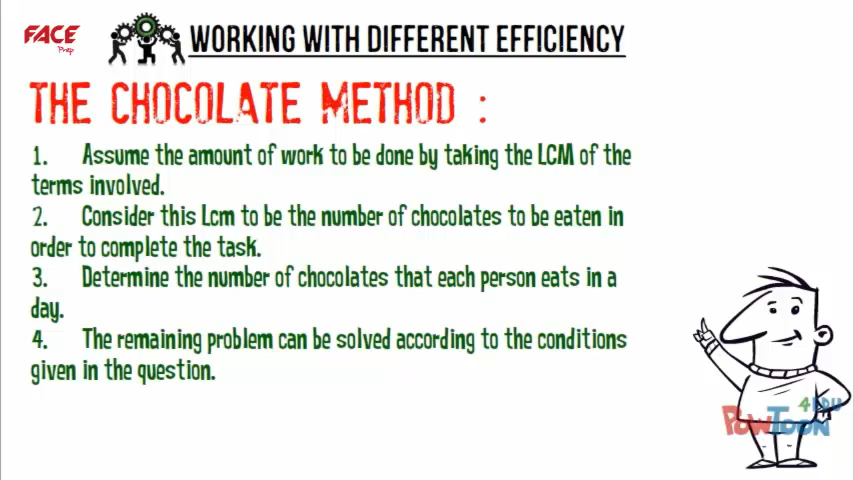 FACE
Prep
WORKING WITH DIFFERENT EFFICIENCY
THE CHOCOLATE METHOD :
1. Assume the amount of work to be done by taking the LCM of the
terms involved.
2. Consider this Lcm to be the number of chocolates to be eaten in
order to complete the task.
3. Determine the number of chocolates that each person eats in a
day.
4. The remaining problem can be solved according to the conditions
given in the question.
4EDU
POWTOON